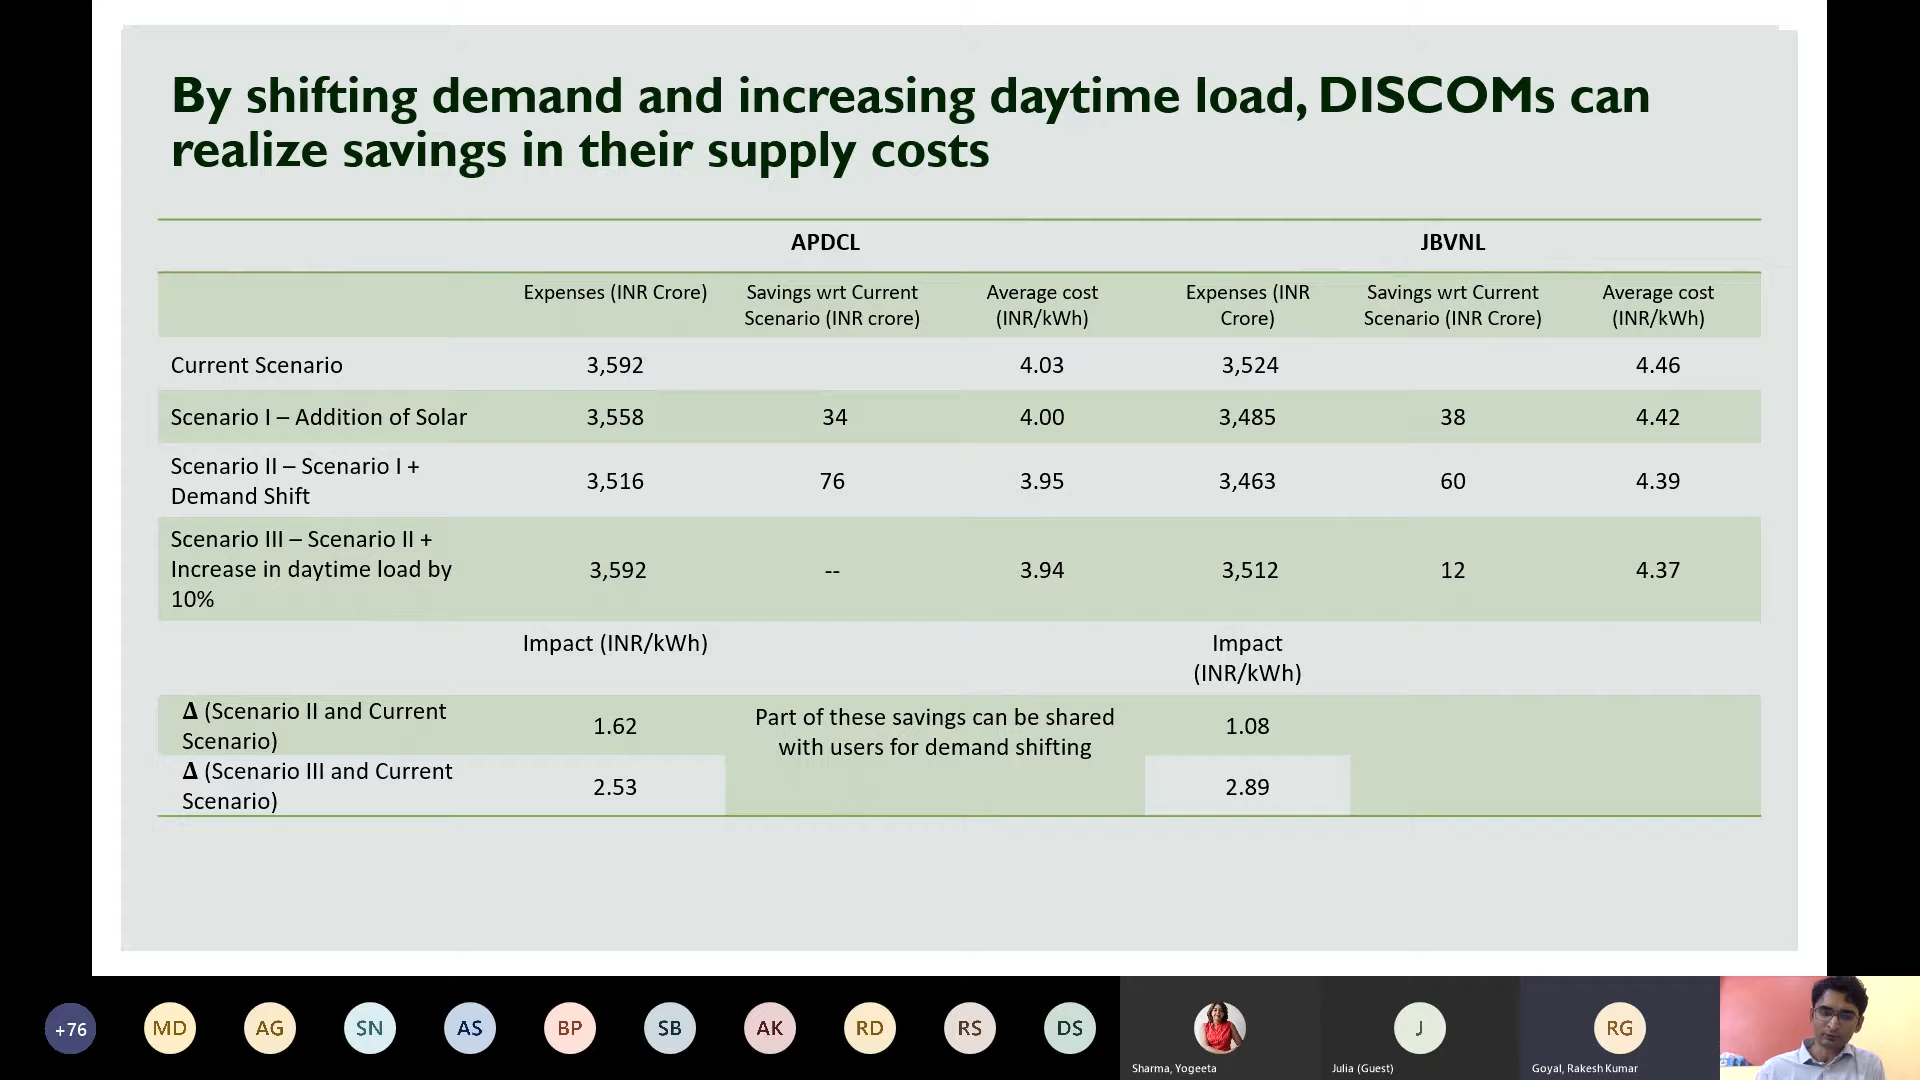 By shifting demand and increasing daytime load, DISCOMs can
realize savings in their supply costs
APDCL JBVNL
Expenses (INR Crore) Savings wrt Current Scenario (INR crore) Average cost (INR/kWh) Expenses (INR Crore) Savings wrt Current Scenario (INR Crore) Average cost (INR/kWh)
Current Scenario 3,592 4.03 3,524 4.46
Scenario I – Addition of Solar 3,558 34 4.00 3,485 38 4.42
Scenario II – Scenario I + Demand Shift 3,516 76 3.95 3,463 60 4.39
Scenario III – Scenario II + Increase in daytime load by 10% 3,592 -- 3.94 3,512 12 4.37
Impact (INR/kWh) Impact (INR/kWh)
Δ (Scenario II and Current Scenario) 1.62 Part of these savings can be shared with users for demand shifting 1.08
Δ (Scenario III and Current Scenario) 2.53 2.89
+76 MD AG SN AS BP SB AK RD RS DS J RG
Sharma, Yogeeta Julia (Guest) Goyal, Rakesh Kumar